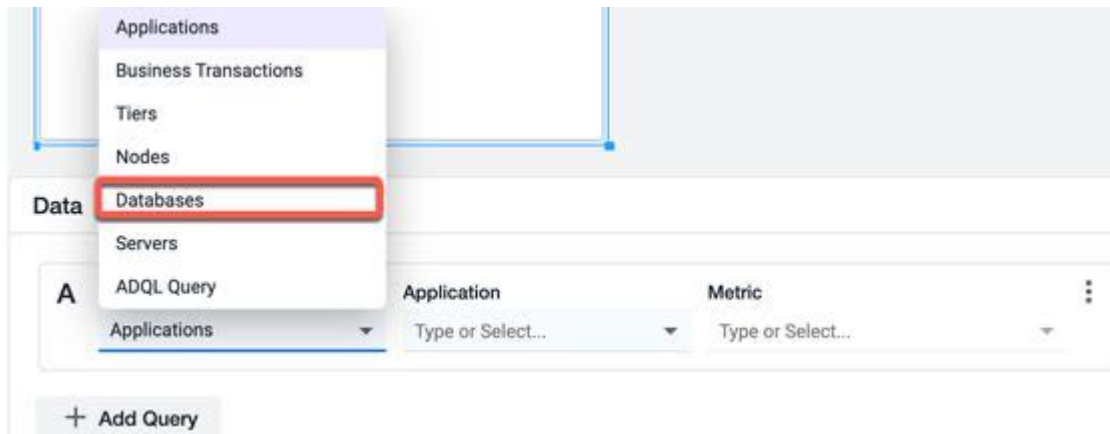 Applications
Business Transactions
Tiers
Nodes
Data
Databases
Servers
A
ADQL Query
Application
Metric
Applications
Type or Select...
Type or Select...
+ Add Query